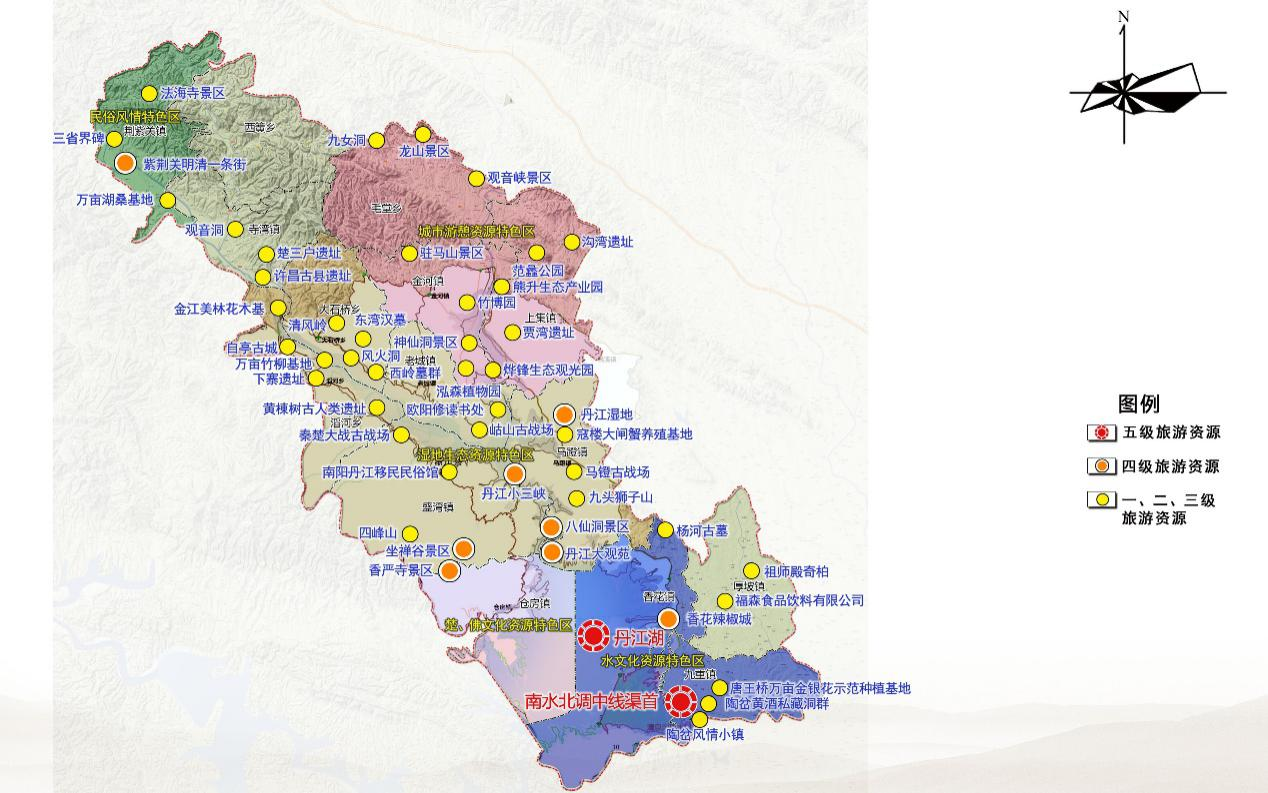 N
法海寺景区
民俗风情特色区
荆紫关镇
西簧乡
三省界碑
九女洞
龙山景区
紫荆关明清一条街
观音峡景区
万亩湖桑基地
毛堂乡
观音洞
寺湾镇
城市游憩资源特色区
沟湾遗址
楚三户遗址
驻马山景区
范蠡公园
许昌古县遗址
金河镇
熊升生态产业园
竹博园
金江美林花木基
大石桥乡
清风岭
东湾汉墓
上集镇
贾湾遗址
神仙洞景区
自亭古城
风火洞
老城镇
万亩竹柳基地
西岭墓群
烨锋生态观光园
下寨遗址
泓森植物园
黄楝树古人类遗址
欧阳修读书处
丹江湿地
滔河乡
秦楚大战古战场
岵山古战场
寇楼大闸蟹养殖基地
湿地生态资源特色区
马蹬镇
南阳丹江移民民俗馆
丹江小三峡
马镫古战场
九头狮子山
盛湾镇
四峰山
八仙洞景区
杨河古墓
坐禅谷景区
丹江大观苑
香严寺景区
祖师殿奇柏
厚坡镇
香花镇
仓房镇
福森食品饮料有限公司
香花辣椒城
楚、佛文化资源特色区
丹江湖
水文化资源特色区
九重镇
唐王桥万亩金银花示范种植基地
南水北调中线渠首
陶岔黄酒私藏洞群
陶岔风情小镇
图例
五级旅游资源
四级旅游资源
一、二、三级
旅游资源